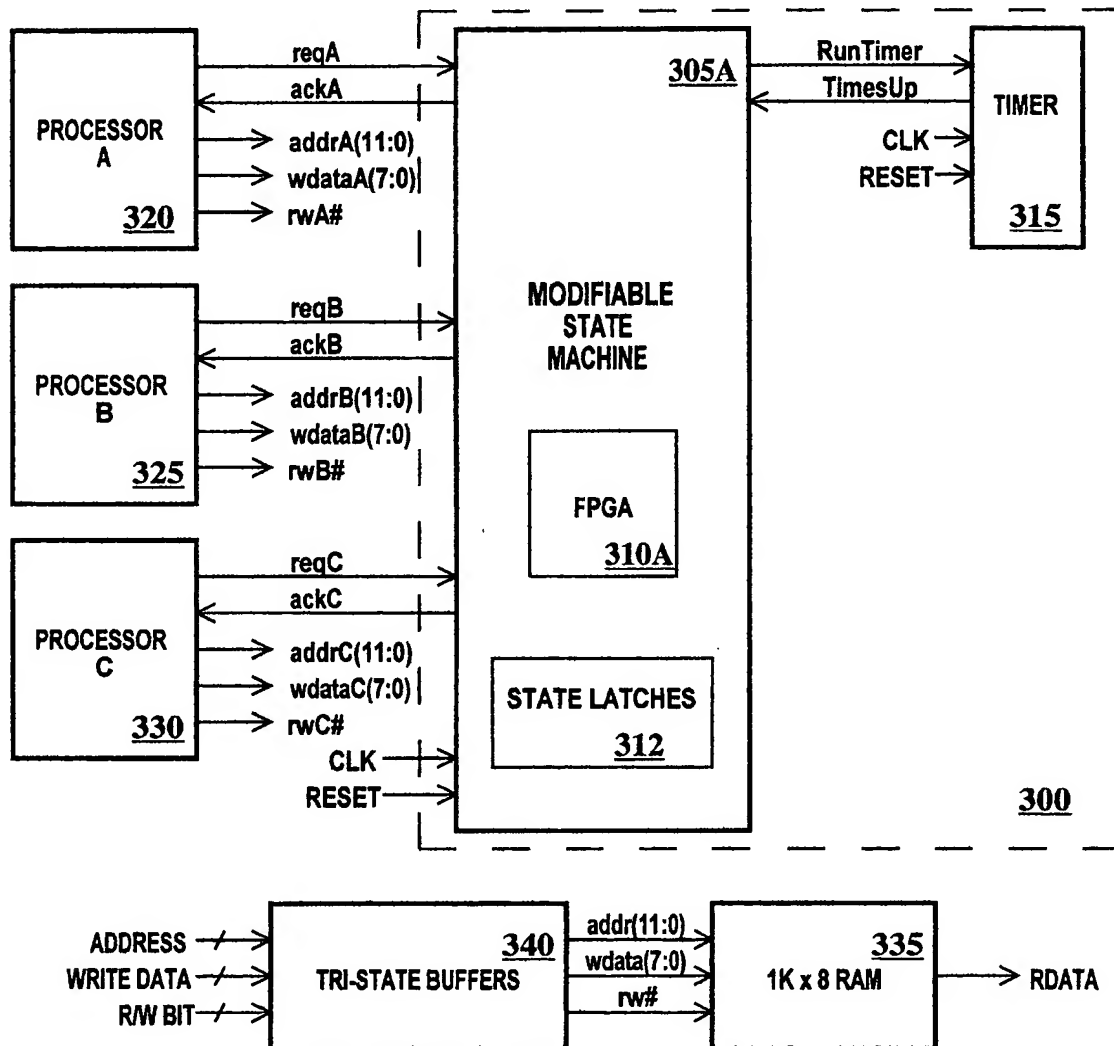 reqA
ackA
PROCESSOR
A
addrA(11:0)
wdataA(7:0)
320
rwA#
305A
RunTimer
TimesUp
TIMER
CLK
RESET
315
reqB
ackB
PROCESSOR
B
addrB(11:0)
wdataB(7:0)
325
rwB#
MODIFIABLE
STATE
MACHINE
FPGA
310A
reqC
ackC
PROCESSOR
C
addrC(11:0)
wdataC(7:0)
330
rwC#
CLK
RESET
STATE LATCHES
312
300
ADDRESS
WRITE DATA
R/W BIT
340
TRI-STATE BUFFERS
addr(11:0)
wdata(7:0)
rw#
335
1K x 8 RAM
RDATA